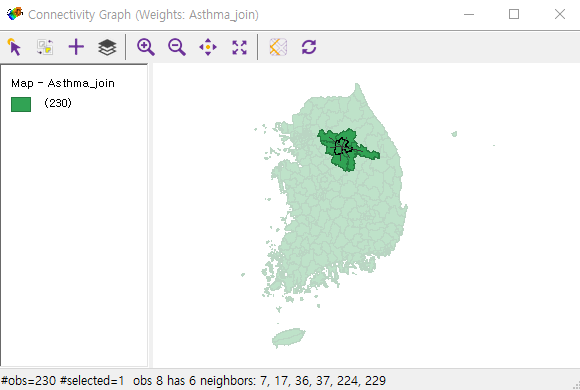 Connectivity Graph (Weights: Asthma_join)
Map - Asthma_join
(230)
#obs=230 #selected=1 obs 8 has 6 neighbors: 7, 17, 36, 37, 224, 229